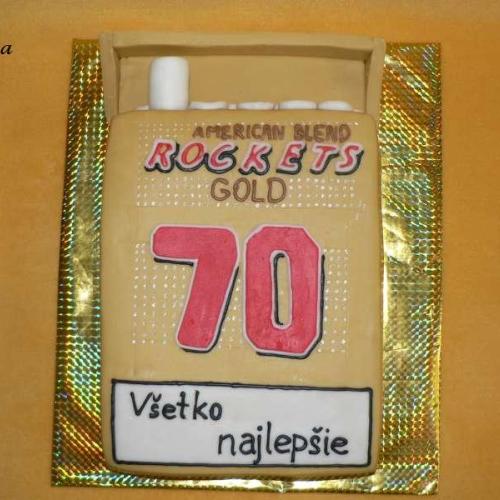 a
AMERICAN BLEND
ROCKETS
GOLD
70
Všetko
najlepšie